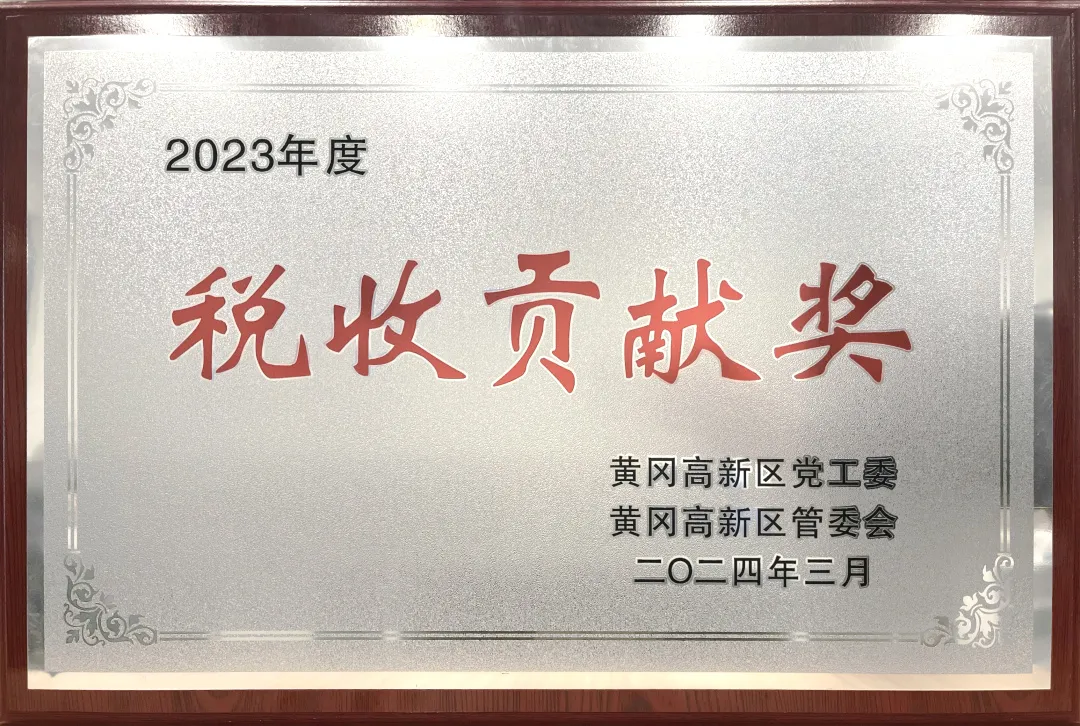 2023年度
税收贡献奖
黄冈高新区党工委
黄冈高新区管委会
二〇二四年三月